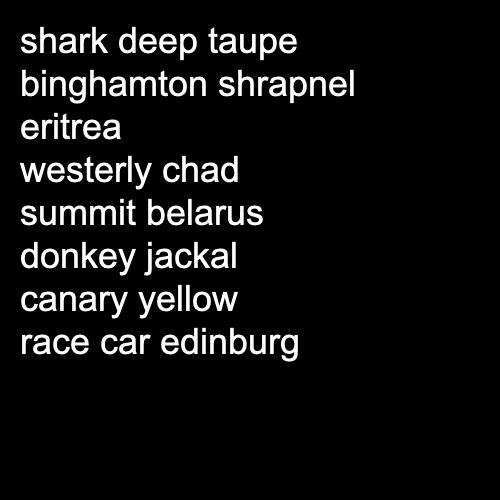 shark deep taupe
binghamton shrapnel
eritrea
westerly chad
summit belarus
donkey jackal
canary yellow
race car edinburg